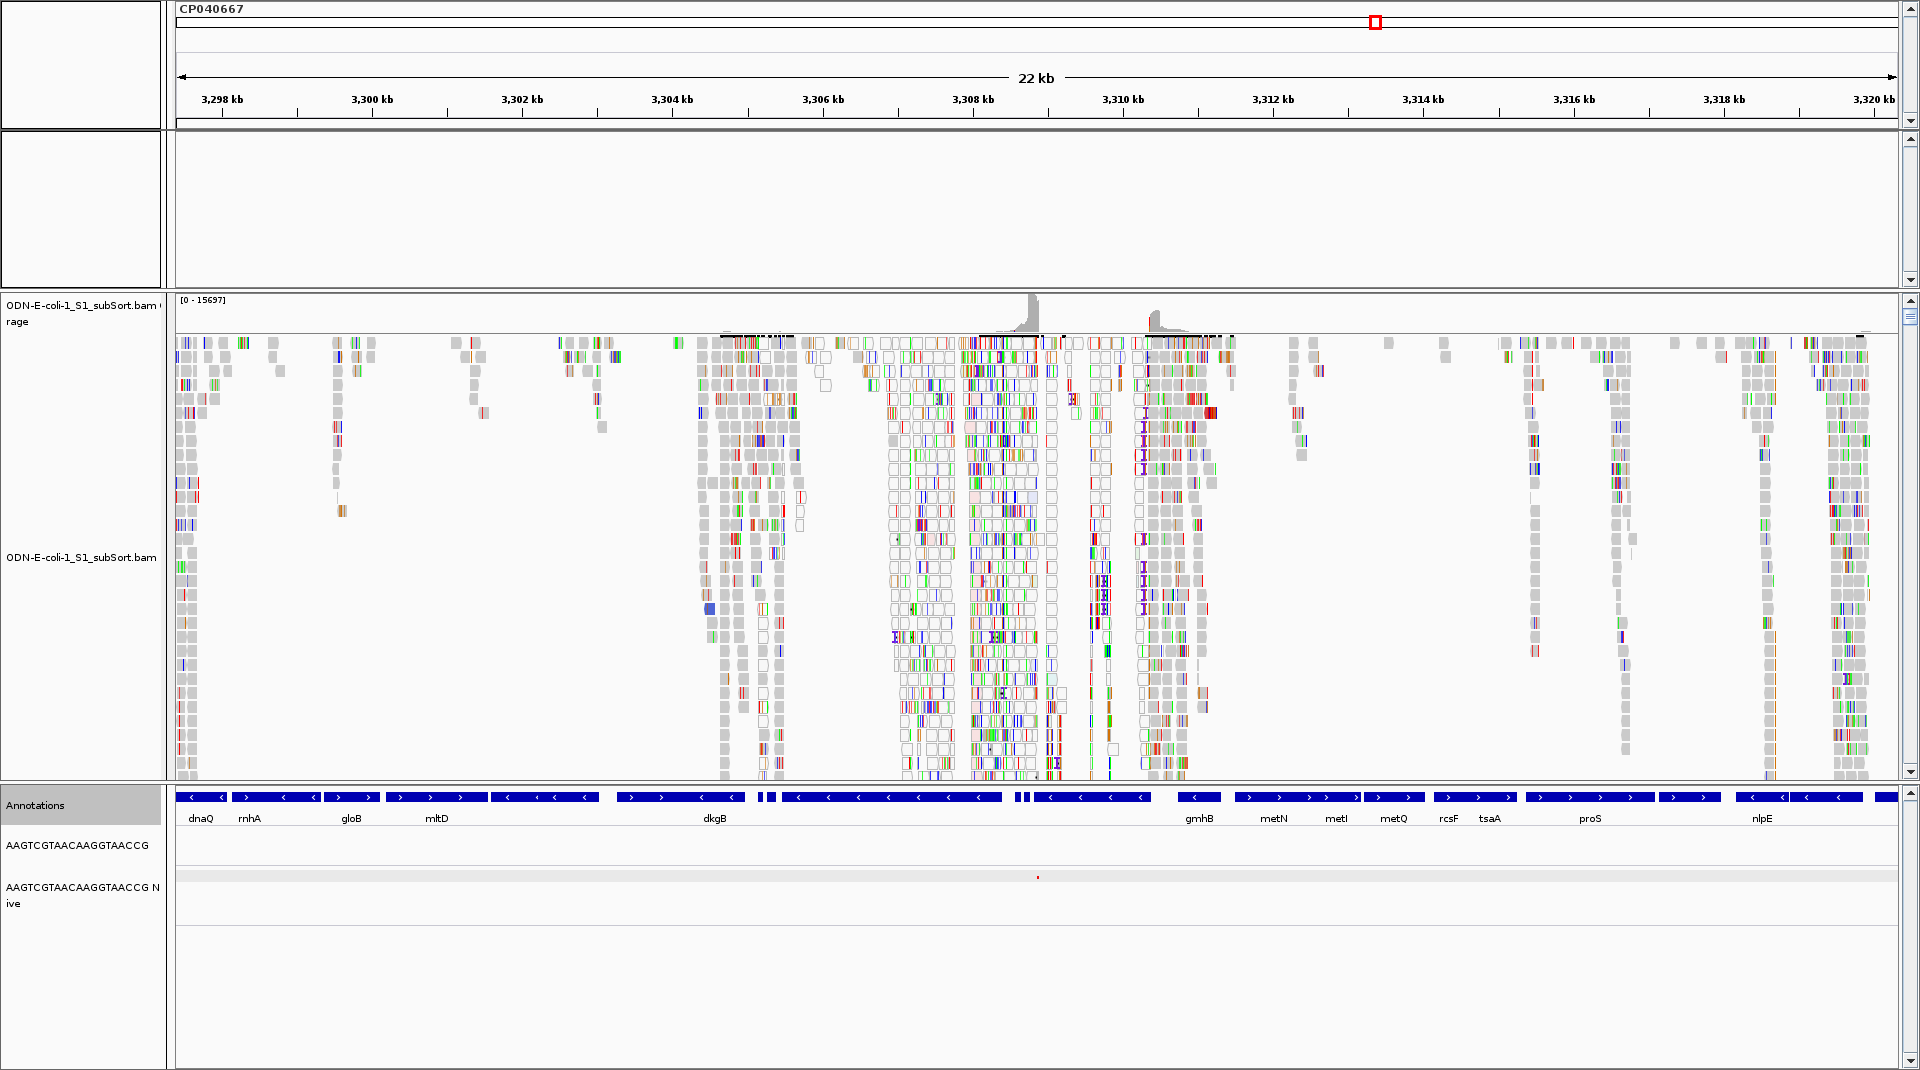 CP040667
22 kb
3,298 kb 3,300 kb 3,302 kb 3,304 kb 3,306 kb 3,308 kb 3,310 kb 3,312 kb 3,314 kb 3,316 kb 3,318 kb 3,320 kb
ODN-E-coli-1_S1_subSort.bam
rage
[0 - 15697]
ODN-E-coli-1_S1_subSort.bam
Annotations
dnaQ rnhA gloB mltD dkgB gmhB metN metI metQ rcsF tsaA proS nlpE
AAGTCGTAACAAGGTAACCG
AAGTCGTAACAAGGTAACCG N
ive